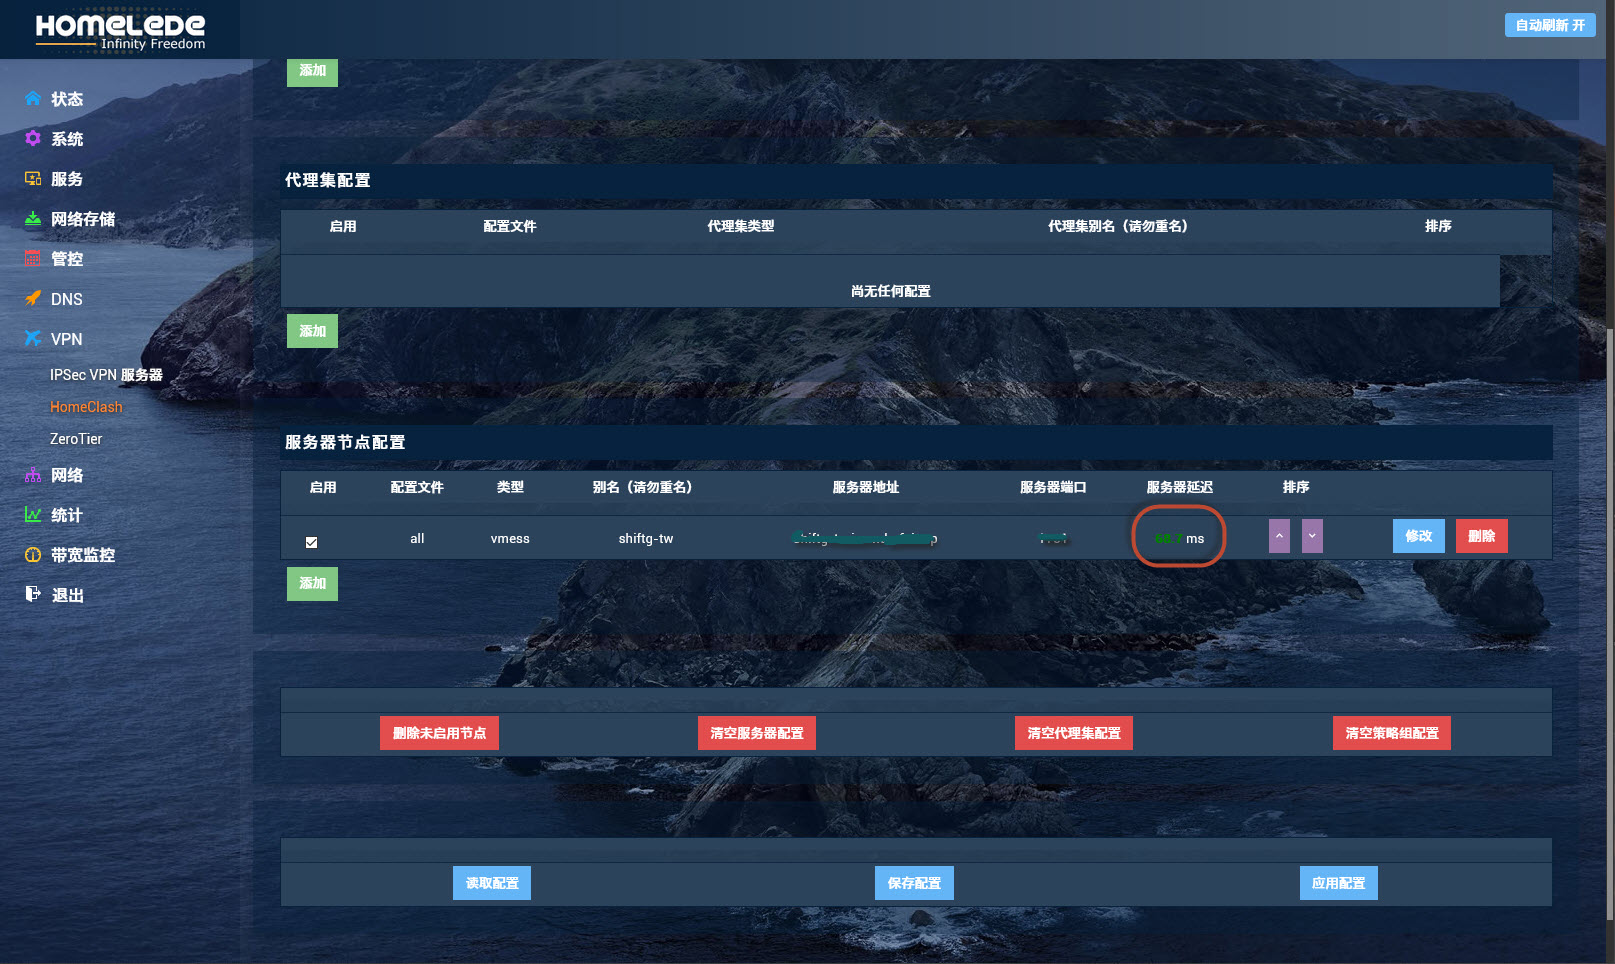 HOMELEDE
Infinity Freedom
自动刷新 开
状态
系统
服务
网络存储
管控
DNS
VPN
IPSec VPN 服务器
HomeClash
ZeroTier
网络
统计
带宽监控
退出
添加
代理集配置
启用 配置文件 代理集类型 代理集别名（请勿重名） 排序
尚无任何配置
添加
服务器节点配置
启用 配置文件 类型 别名（请勿重名） 服务器地址 服务器端口 服务器延迟 排序
all vmess shiftg-tw 68.7 ms 修改 删除
添加
删除未启用节点 清空服务器配置 清空代理集配置 清空策略组配置
读取配置 保存配置 应用配置